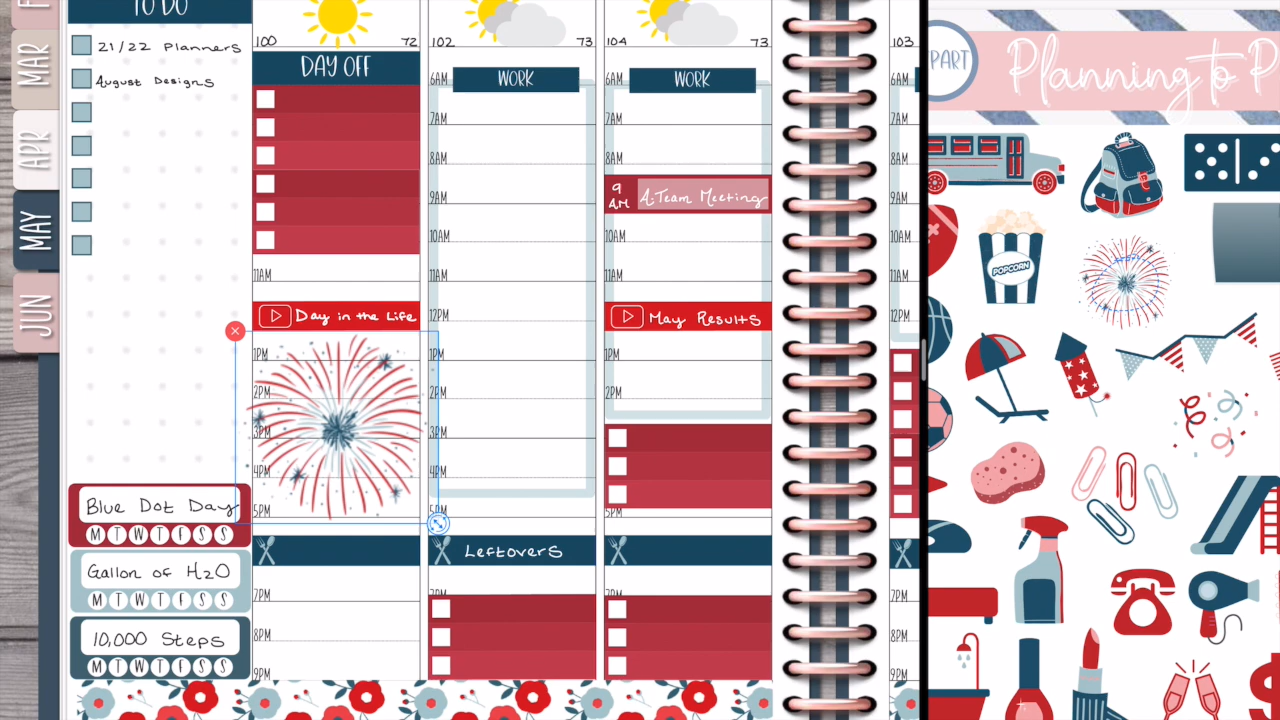 MAR
APR
MAY
JUN
TO DO
21/22 Planners
August Designs
Blue Dot Day
M T W T F S S
Gallon of H2O
M T W T F S S
10,000 Steps
M T W T F S S
100 72
DAY OFF
11AM
Day in the Life
1PM
2PM
3PM
4PM
5PM
7PM
8PM
9PM
102 73
WORK
6AM
7AM
8AM
9AM
10AM
11AM
12PM
1PM
2PM
3PM
4PM
5PM
Leftovers
7PM
104 73
WORK
6AM
7AM
8AM
9 AM A-Team Meeting
9AM
10AM
11AM
May Results
1PM
2PM
5PM
7PM
103
6AM
7AM
8AM
9AM
10AM
11AM
12PM
7PM
8PM
9PM
PART
Planning to P
POPCORN